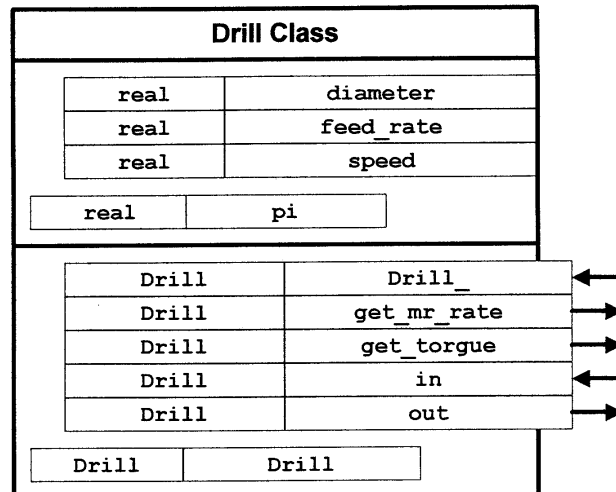 Drill Class
real diameter
real feed_rate
real speed
real pi
Drill Drill_
Drill get_mr_rate
Drill get_torgue
Drill in
Drill out
Drill Drill